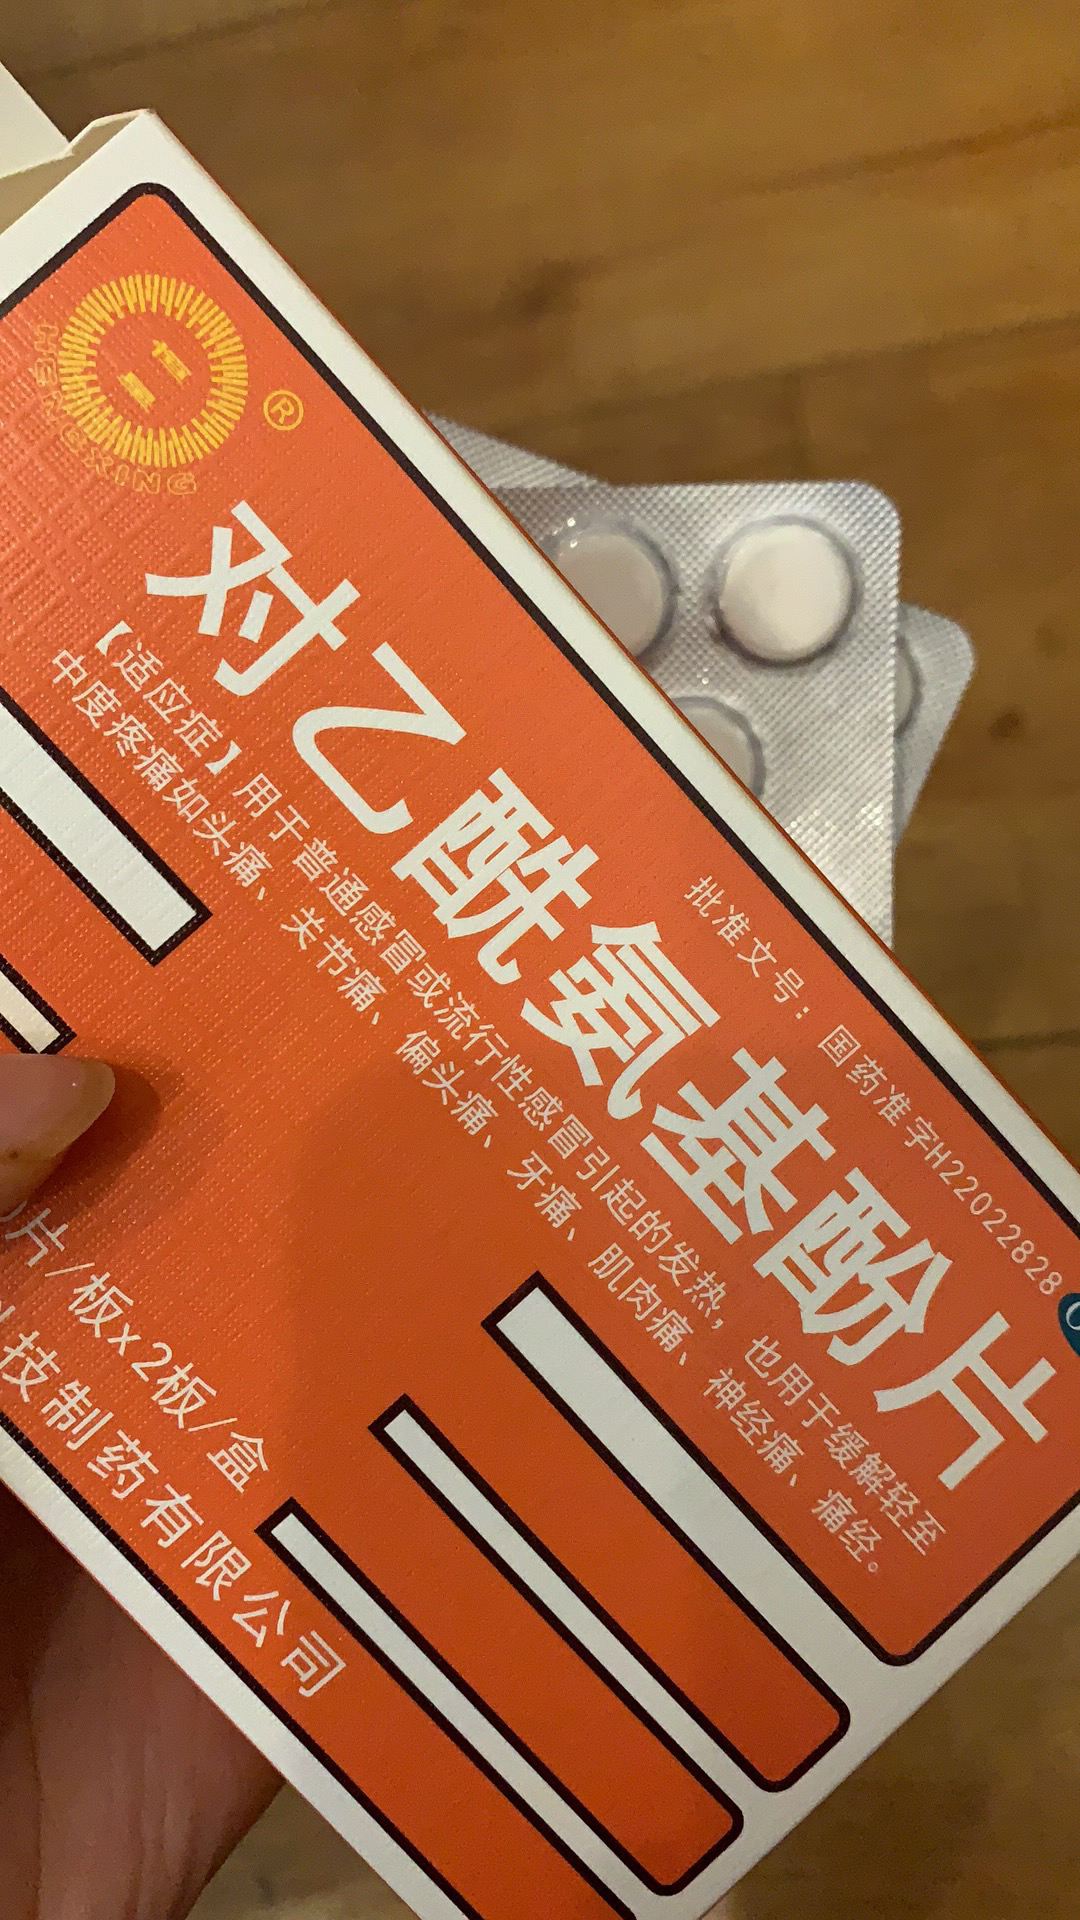 恒星
HENGXING
®
批准文号：国药准字H22022828
对乙酰氨基酚片
【适应症】用于普通感冒或流行性感冒引起的发热，也用于缓解轻至
中度疼痛如头痛、关节痛、偏头痛、牙痛、肌肉痛、神经痛、痛经。
片/板x2板/盒
技制药有限公司